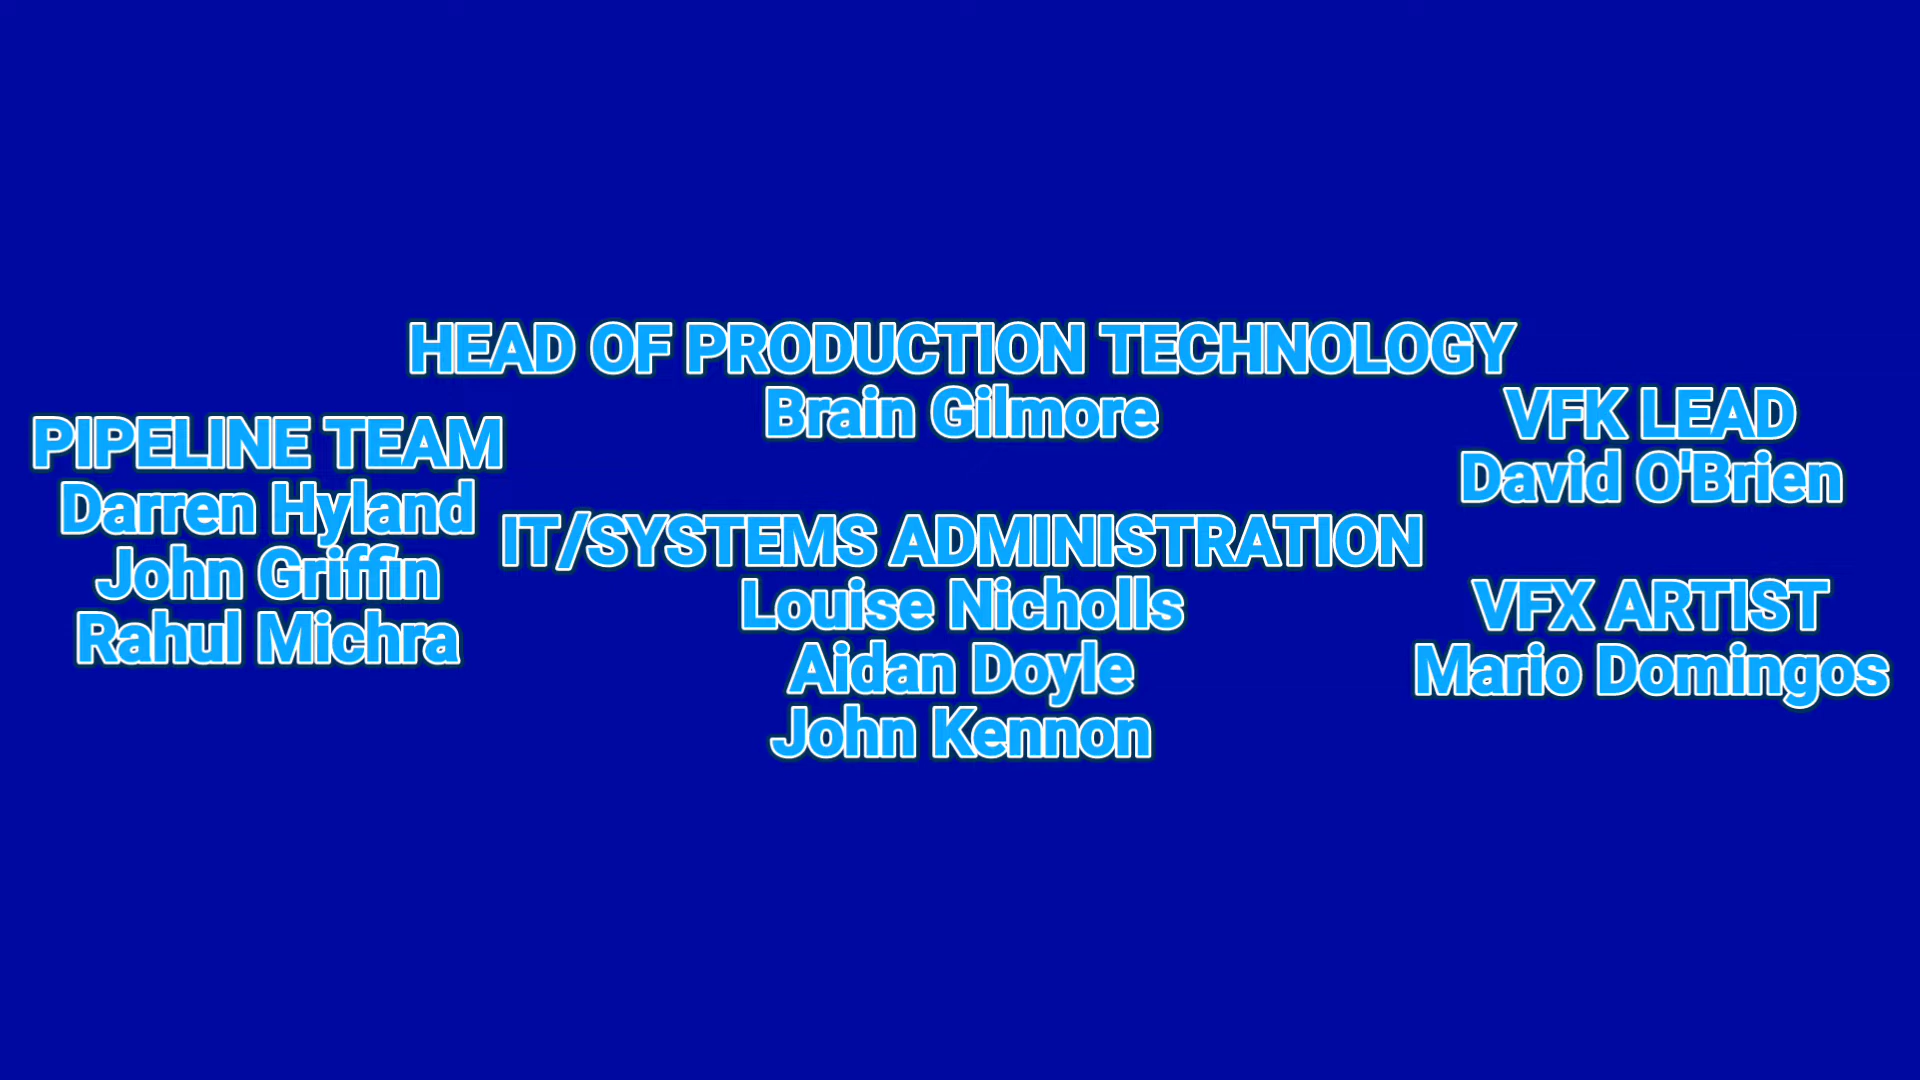 PIPELINE TEAM
Darren Hyland
John Griffin
Rahul Michra
HEAD OF PRODUCTION TECHNOLOGY
Brain Gilmore
IT/SYSTEMS ADMINISTRATION
Louise Nicholls
Aidan Doyle
John Kennon
VFK LEAD
David O'Brien
VFX ARTIST
Mario Domingos